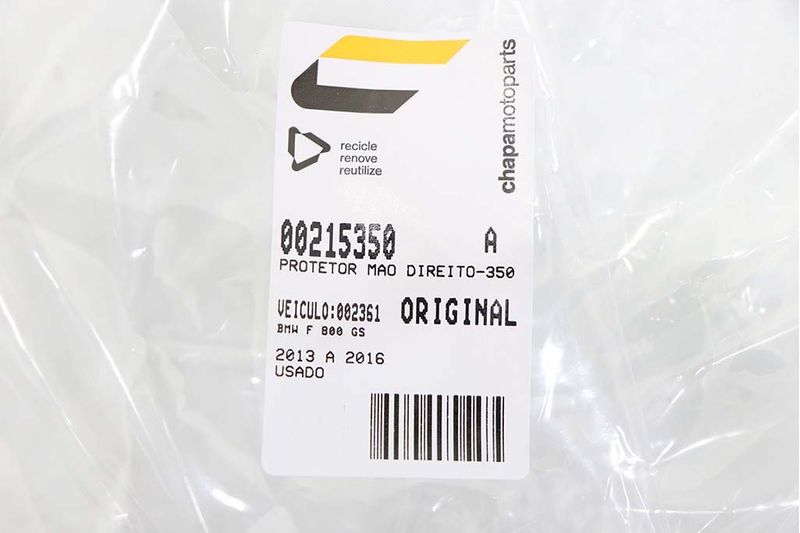 chapamotoparts
recicle
renove
reutilize
00215350 A
PROTETOR MAO DIREITO-350
VEICULO:002361 ORIGINAL
BMW F 800 GS
2013 A 2016
USADO